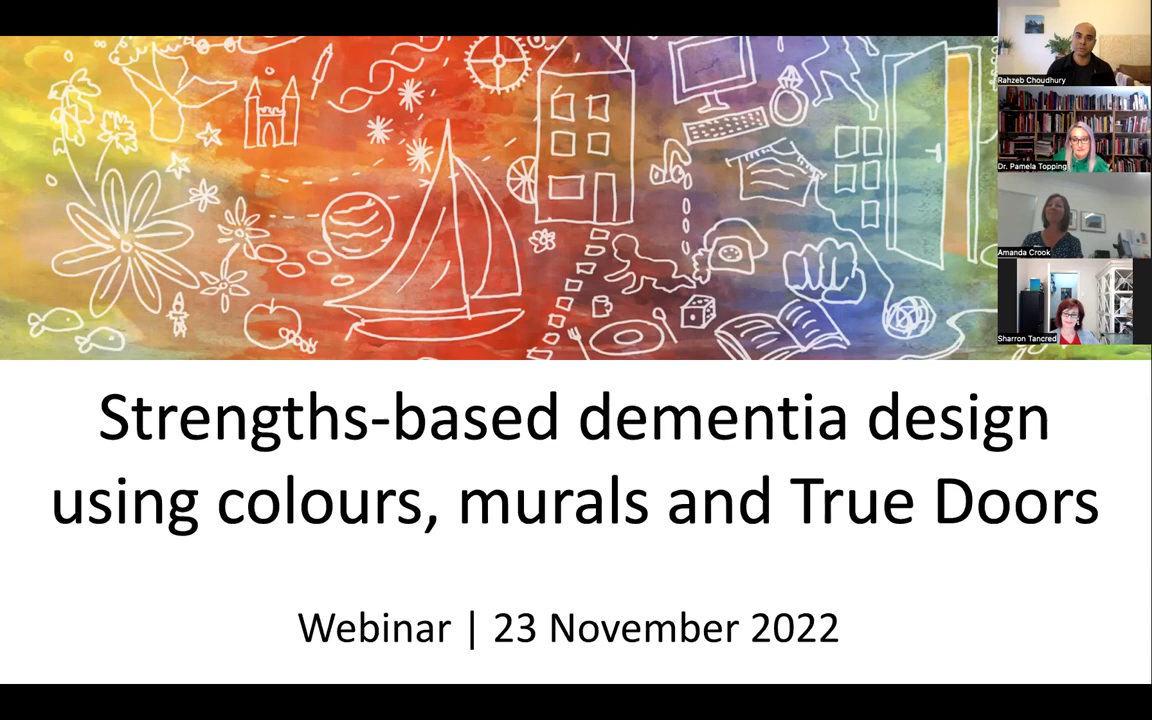 Rahzeb Choudhury
Dr. Pamela Topping
Amanda Crook
Sharron Tancred
Strengths-based dementia design
using colours, murals and True Doors
Webinar | 23 November 2022